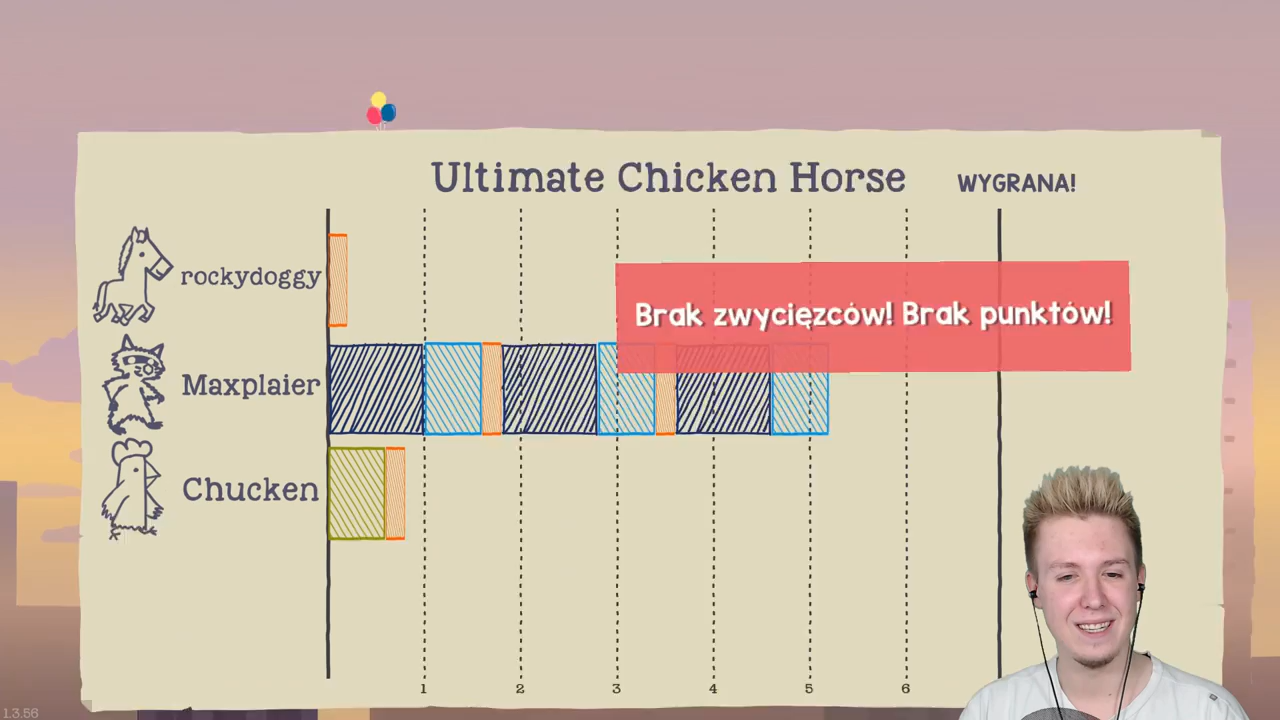 Ultimate Chicken Horse
WYGRANA!
rockydoggy
Brak zwycięzców! Brak punktów!
Maxplaier
Chucken
1 2 3 4 5 6
1.3.56